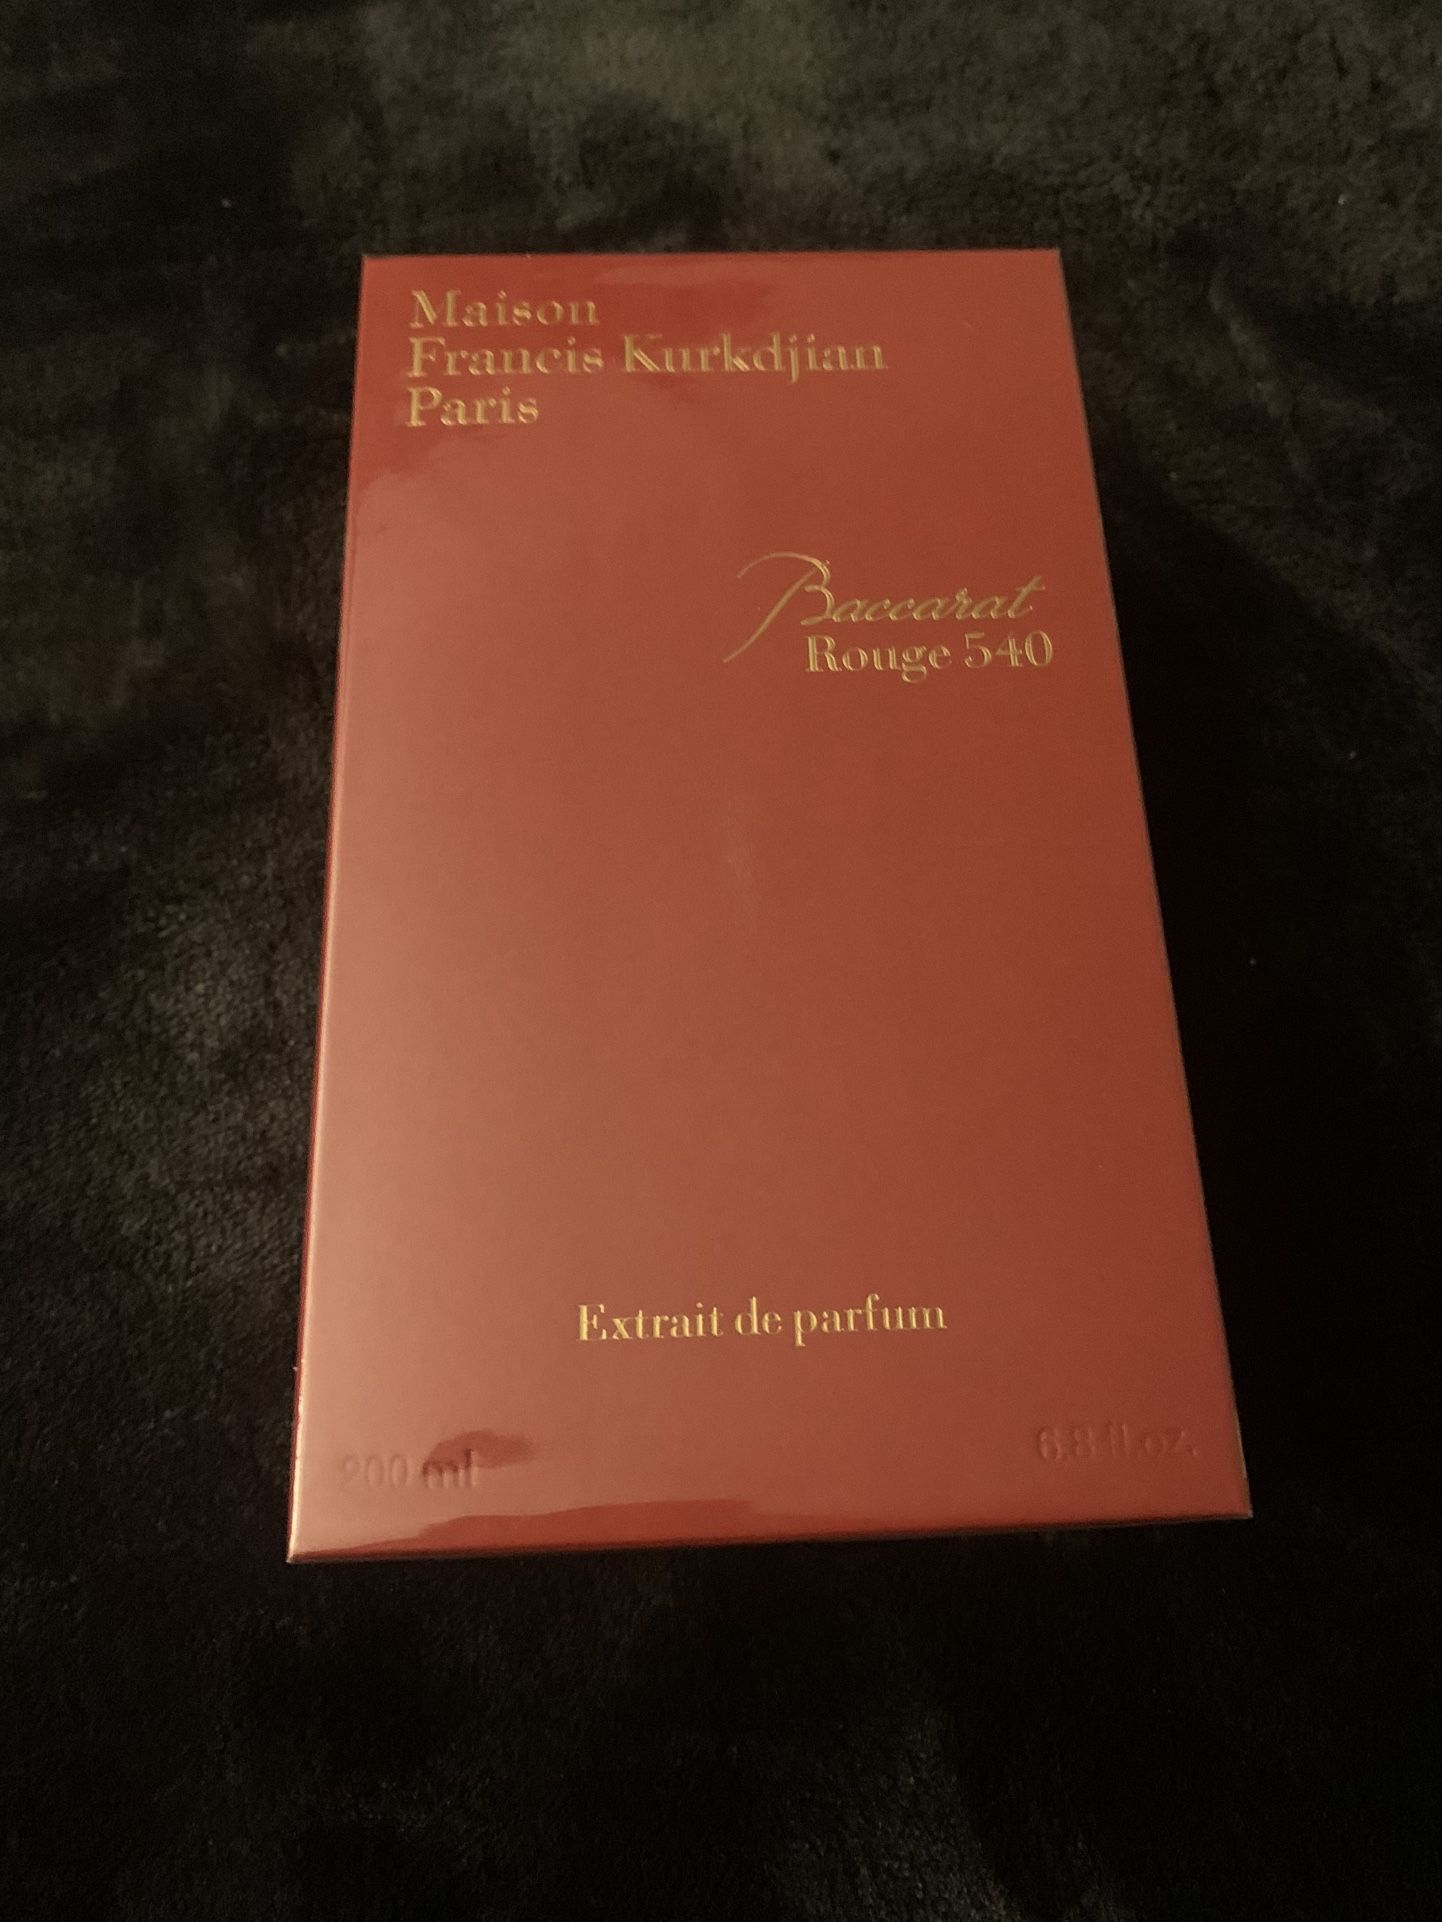 Maison
Francis Kurkdjian
Paris
Baccarat
Rouge 540
Extrait de parfum
200 ml
6.8 fl.oz.